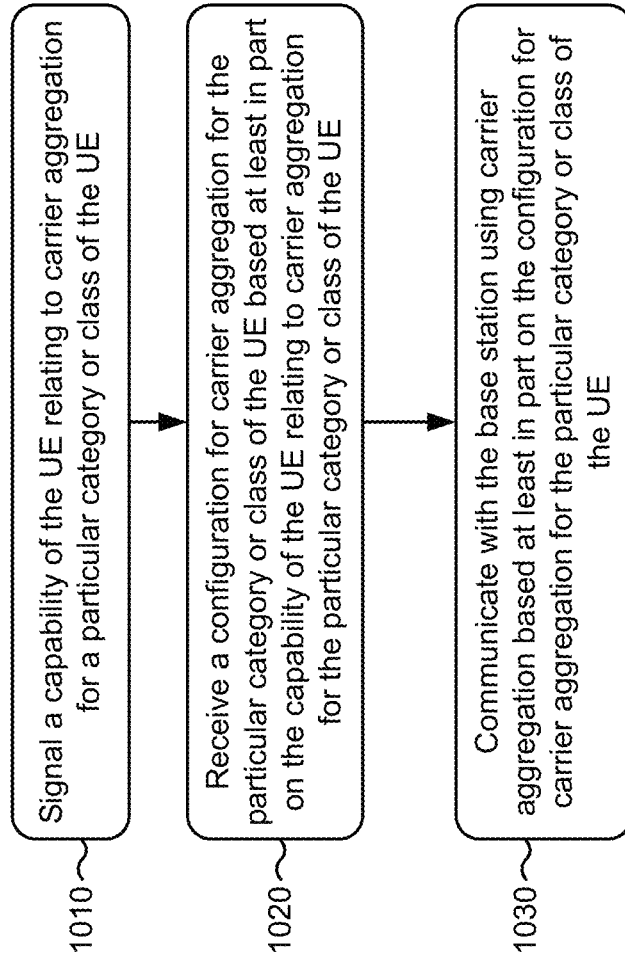 1010
Signal a capability of the UE relating to carrier aggregation
for a particular category or class of the UE
1020
Receive a configuration for carrier aggregation for the
particular category or class of the UE based at least in part
on the capability of the UE relating to carrier aggregation
for the particular category or class of the UE
1030
Communicate with the base station using carrier
aggregation based at least in part on the configuration for
carrier aggregation for the particular category or class of
the UE